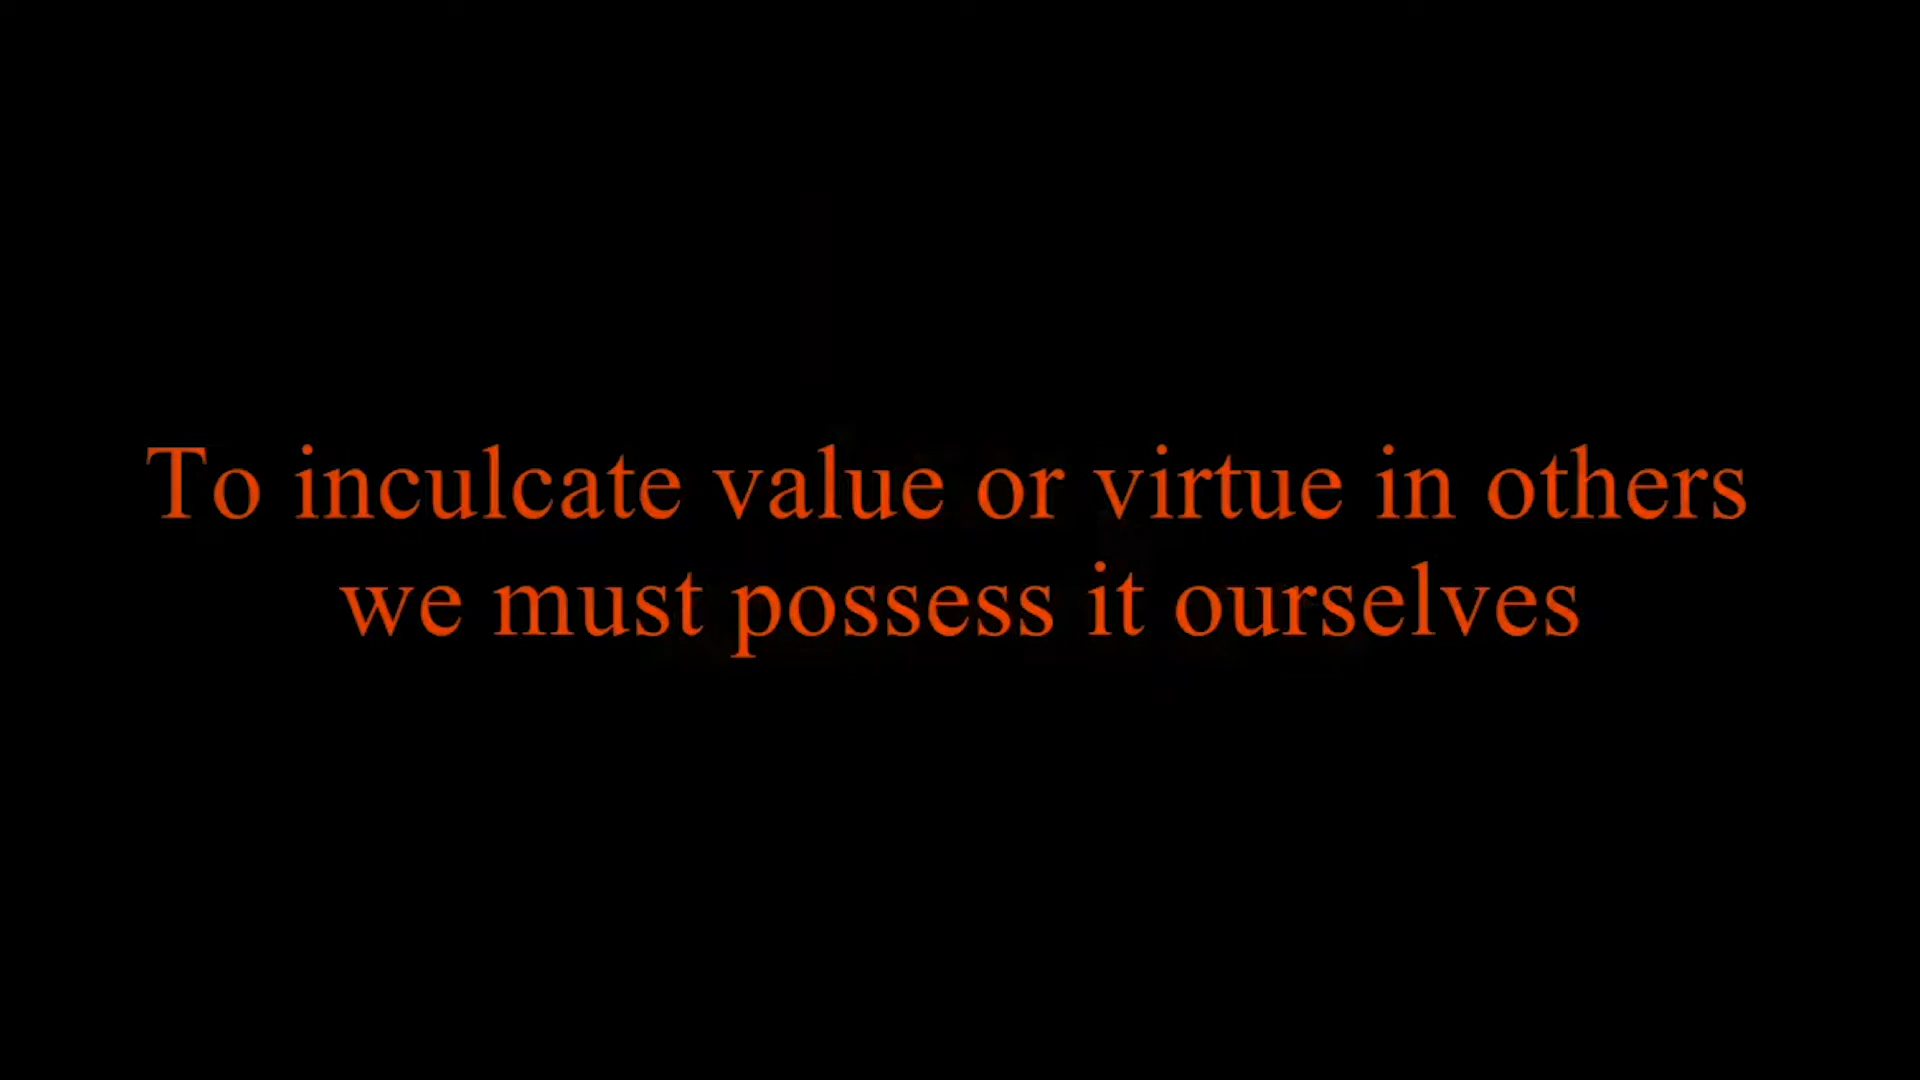 To inculcate value or virtue in others
we must possess it ourselves